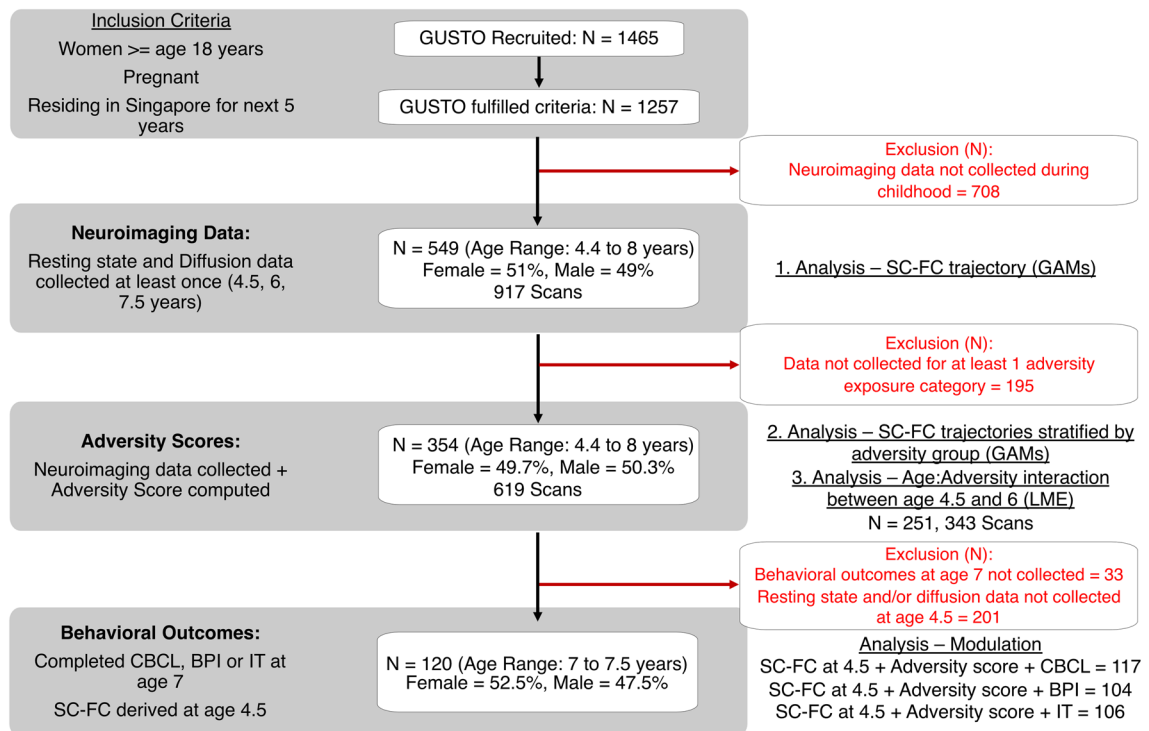 Inclusion Criteria
Women >= age 18 years
Pregnant
Residing in Singapore for next 5
years
GUSTO Recruited: N = 1465
GUSTO fulfilled criteria: N = 1257
Exclusion (N):
Neuroimaging data not collected during
childhood = 708
Neuroimaging Data:
Resting state and Diffusion data
collected at least once (4.5, 6,
7.5 years)
N = 549 (Age Range: 4.4 to 8 years)
Female = 51%, Male = 49%
917 Scans
1. Analysis – SC-FC trajectory (GAMs)
Exclusion (N):
Data not collected for at least 1 adversity
exposure category = 195
Adversity Scores:
Neuroimaging data collected +
Adversity Score computed
N = 354 (Age Range: 4.4 to 8 years)
Female = 49.7%, Male = 50.3%
619 Scans
2. Analysis – SC-FC trajectories stratified by
adversity group (GAMs)
3. Analysis – Age:Adversity interaction
between age 4.5 and 6 (LME)
N = 251, 343 Scans
Exclusion (N):
Behavioral outcomes at age 7 not collected = 33
Resting state and/or diffusion data not collected
at age 4.5 = 201
Behavioral Outcomes:
Completed CBCL, BPI or IT at
age 7
SC-FC derived at age 4.5
N = 120 (Age Range: 7 to 7.5 years)
Female = 52.5%, Male = 47.5%
Analysis – Modulation
SC-FC at 4.5 + Adversity score + CBCL = 117
SC-FC at 4.5 + Adversity score + BPI = 104
SC-FC at 4.5 + Adversity score + IT = 106